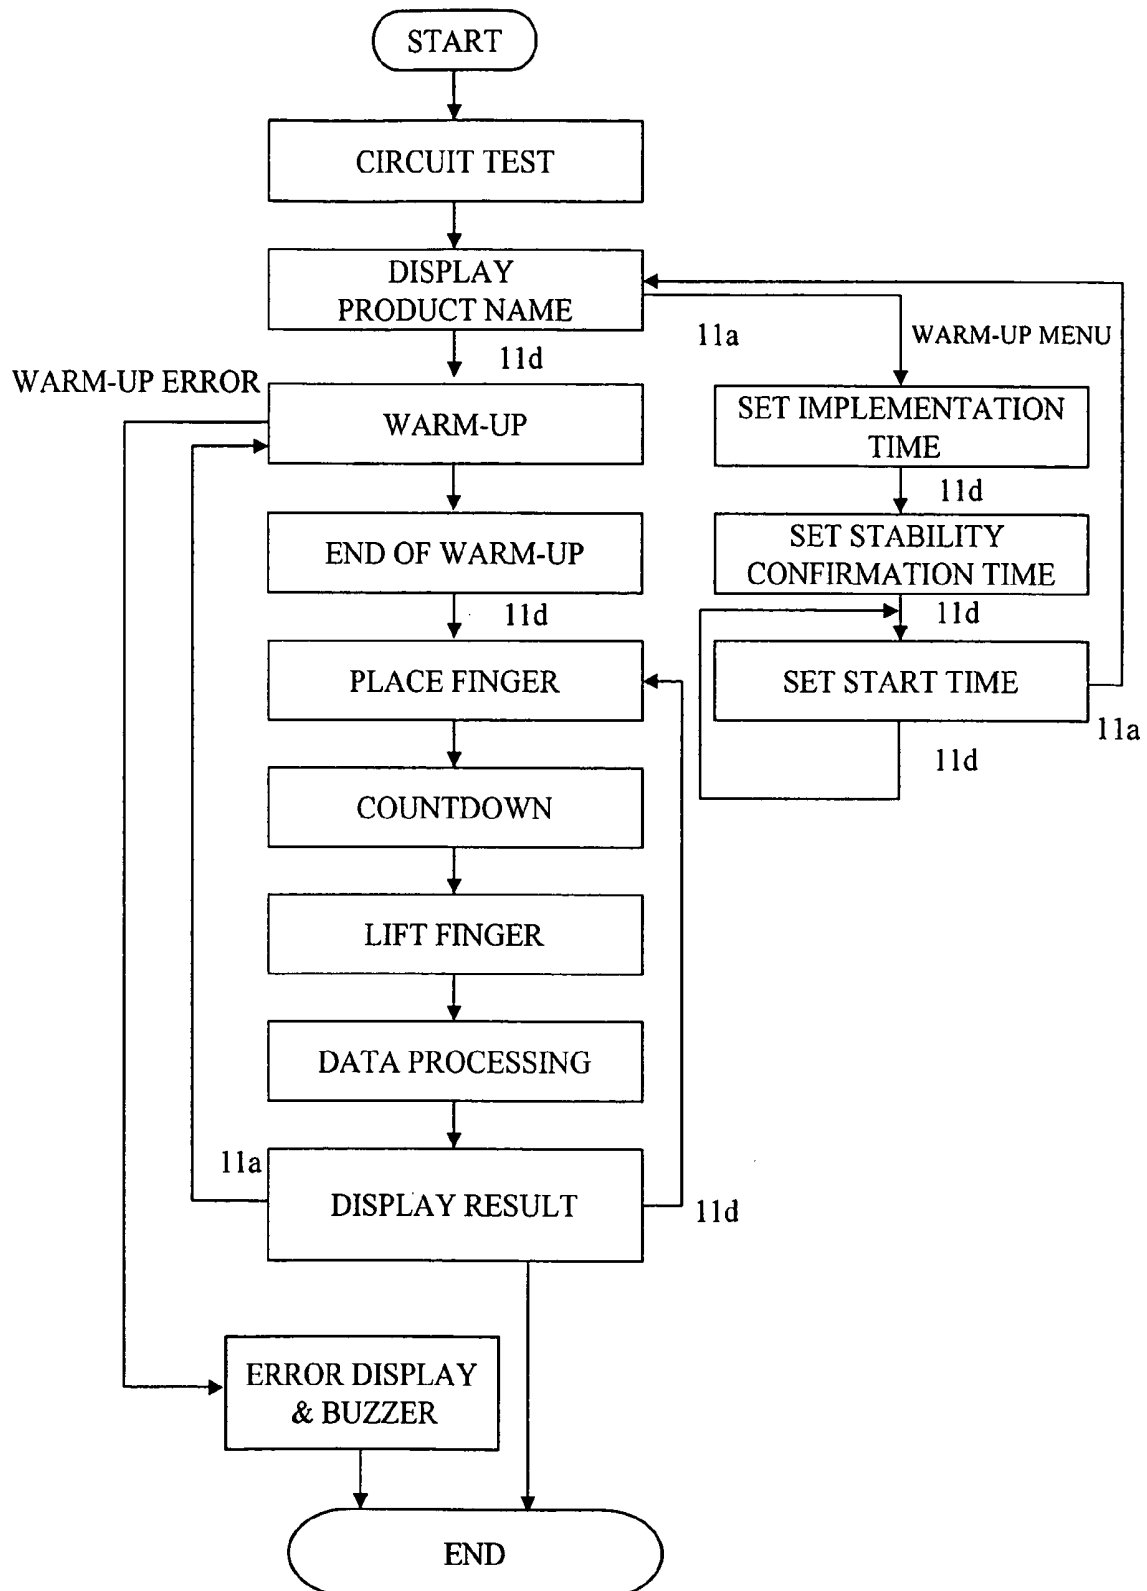 START
CIRCUIT TEST
DISPLAY
PRODUCT NAME
11a
WARM-UP MENU
11d
WARM-UP ERROR
WARM-UP
SET IMPLEMENTATION
TIME
11d
END OF WARM-UP
SET STABILITY
CONFIRMATION TIME
11d
11d
PLACE FINGER
SET START TIME
11a
11d
COUNTDOWN
LIFT FINGER
DATA PROCESSING
11a
DISPLAY RESULT
11d
ERROR DISPLAY
& BUZZER
END